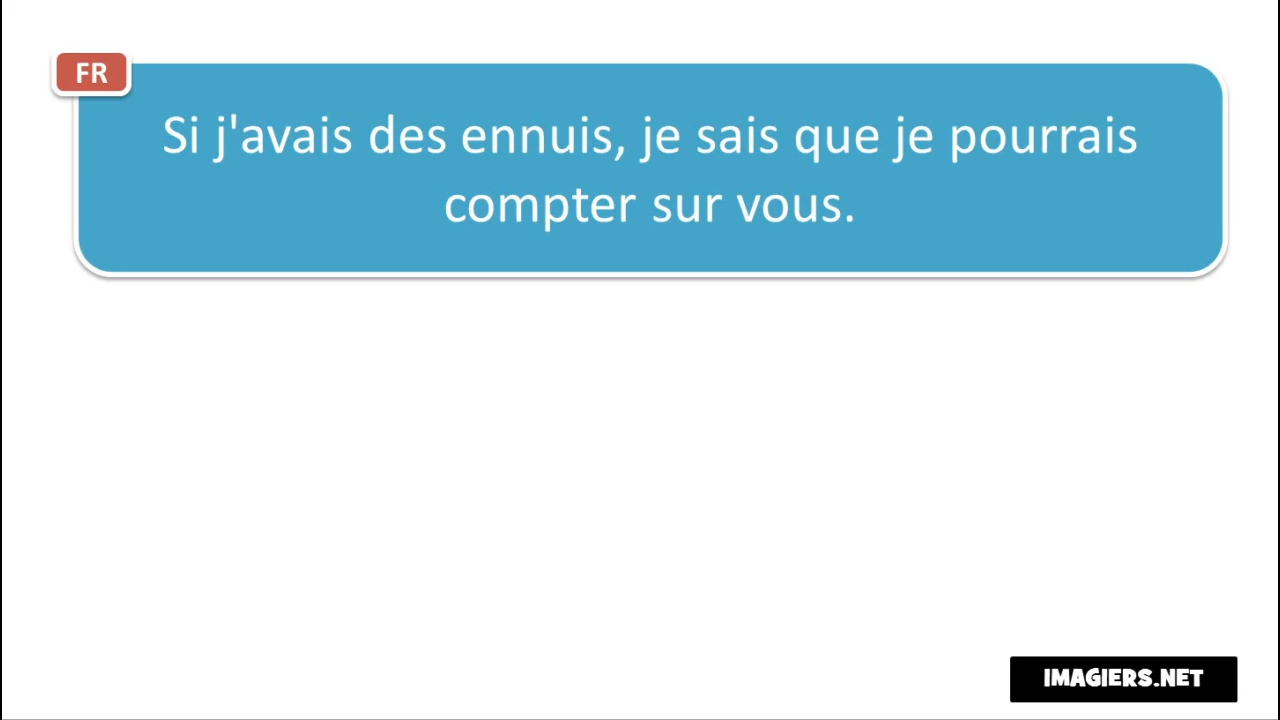 FR
Si j'avais des ennuis, je sais que je pourrais
compter sur vous.
IMAGIERS.NET